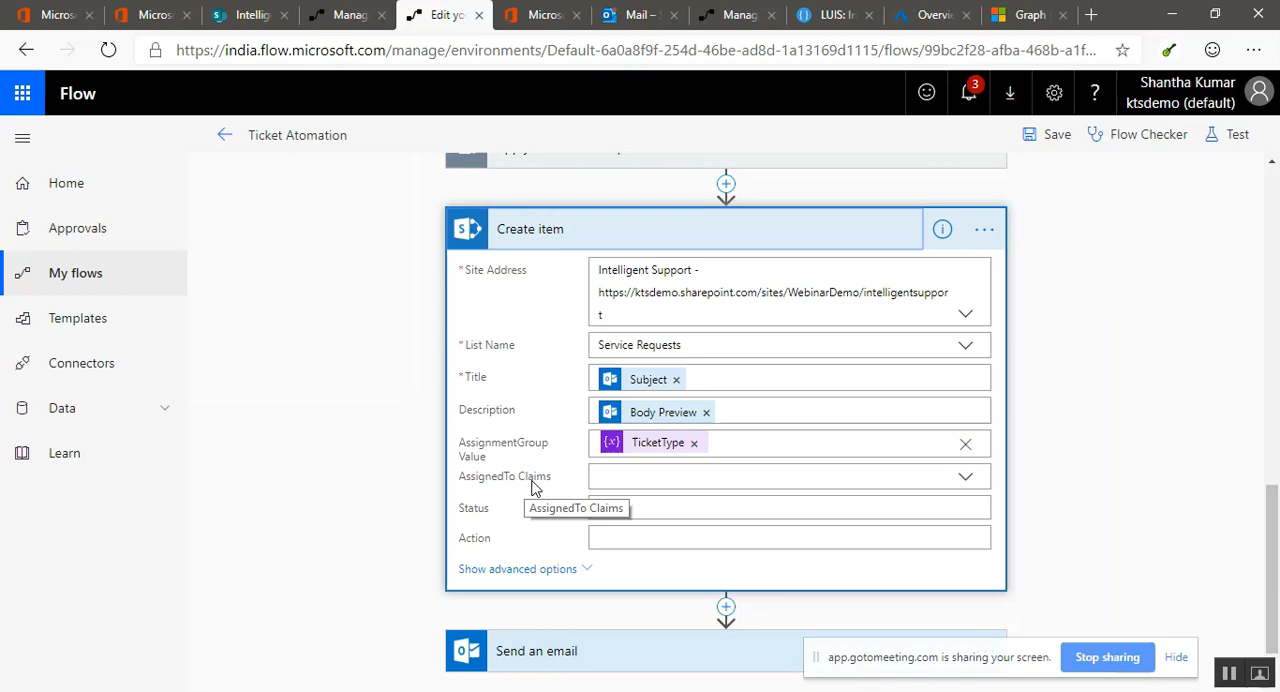 Micros
Micros
Intellig
Manag
Edit yo
Micros
Mail – S
Manag
LUIS: In
Overvie
Graph
https://india.flow.microsoft.com/manage/environments/Default-6a0a8f9f-254d-46be-ad8d-1a13169d1115/flows/99bc2f28-afba-468b-a1f...
Flow
3
Shantha Kumar
ktsdemo (default)
Ticket Atomation
Save
Flow Checker
Test
Home
Approvals
My flows
Templates
Connectors
Data
Learn
Create item
* Site Address
Intelligent Support -
https://ktsdemo.sharepoint.com/sites/WebinarDemo/intelligentsuppor
t
* List Name
Service Requests
* Title
Subject ×
Description
Body Preview ×
AssignmentGroup
Value
{x} TicketType ×
AssignedTo Claims
AssignedTo Claims
Status
Action
Show advanced options
Send an email
app.gotomeeting.com is sharing your screen.
Stop sharing
Hide